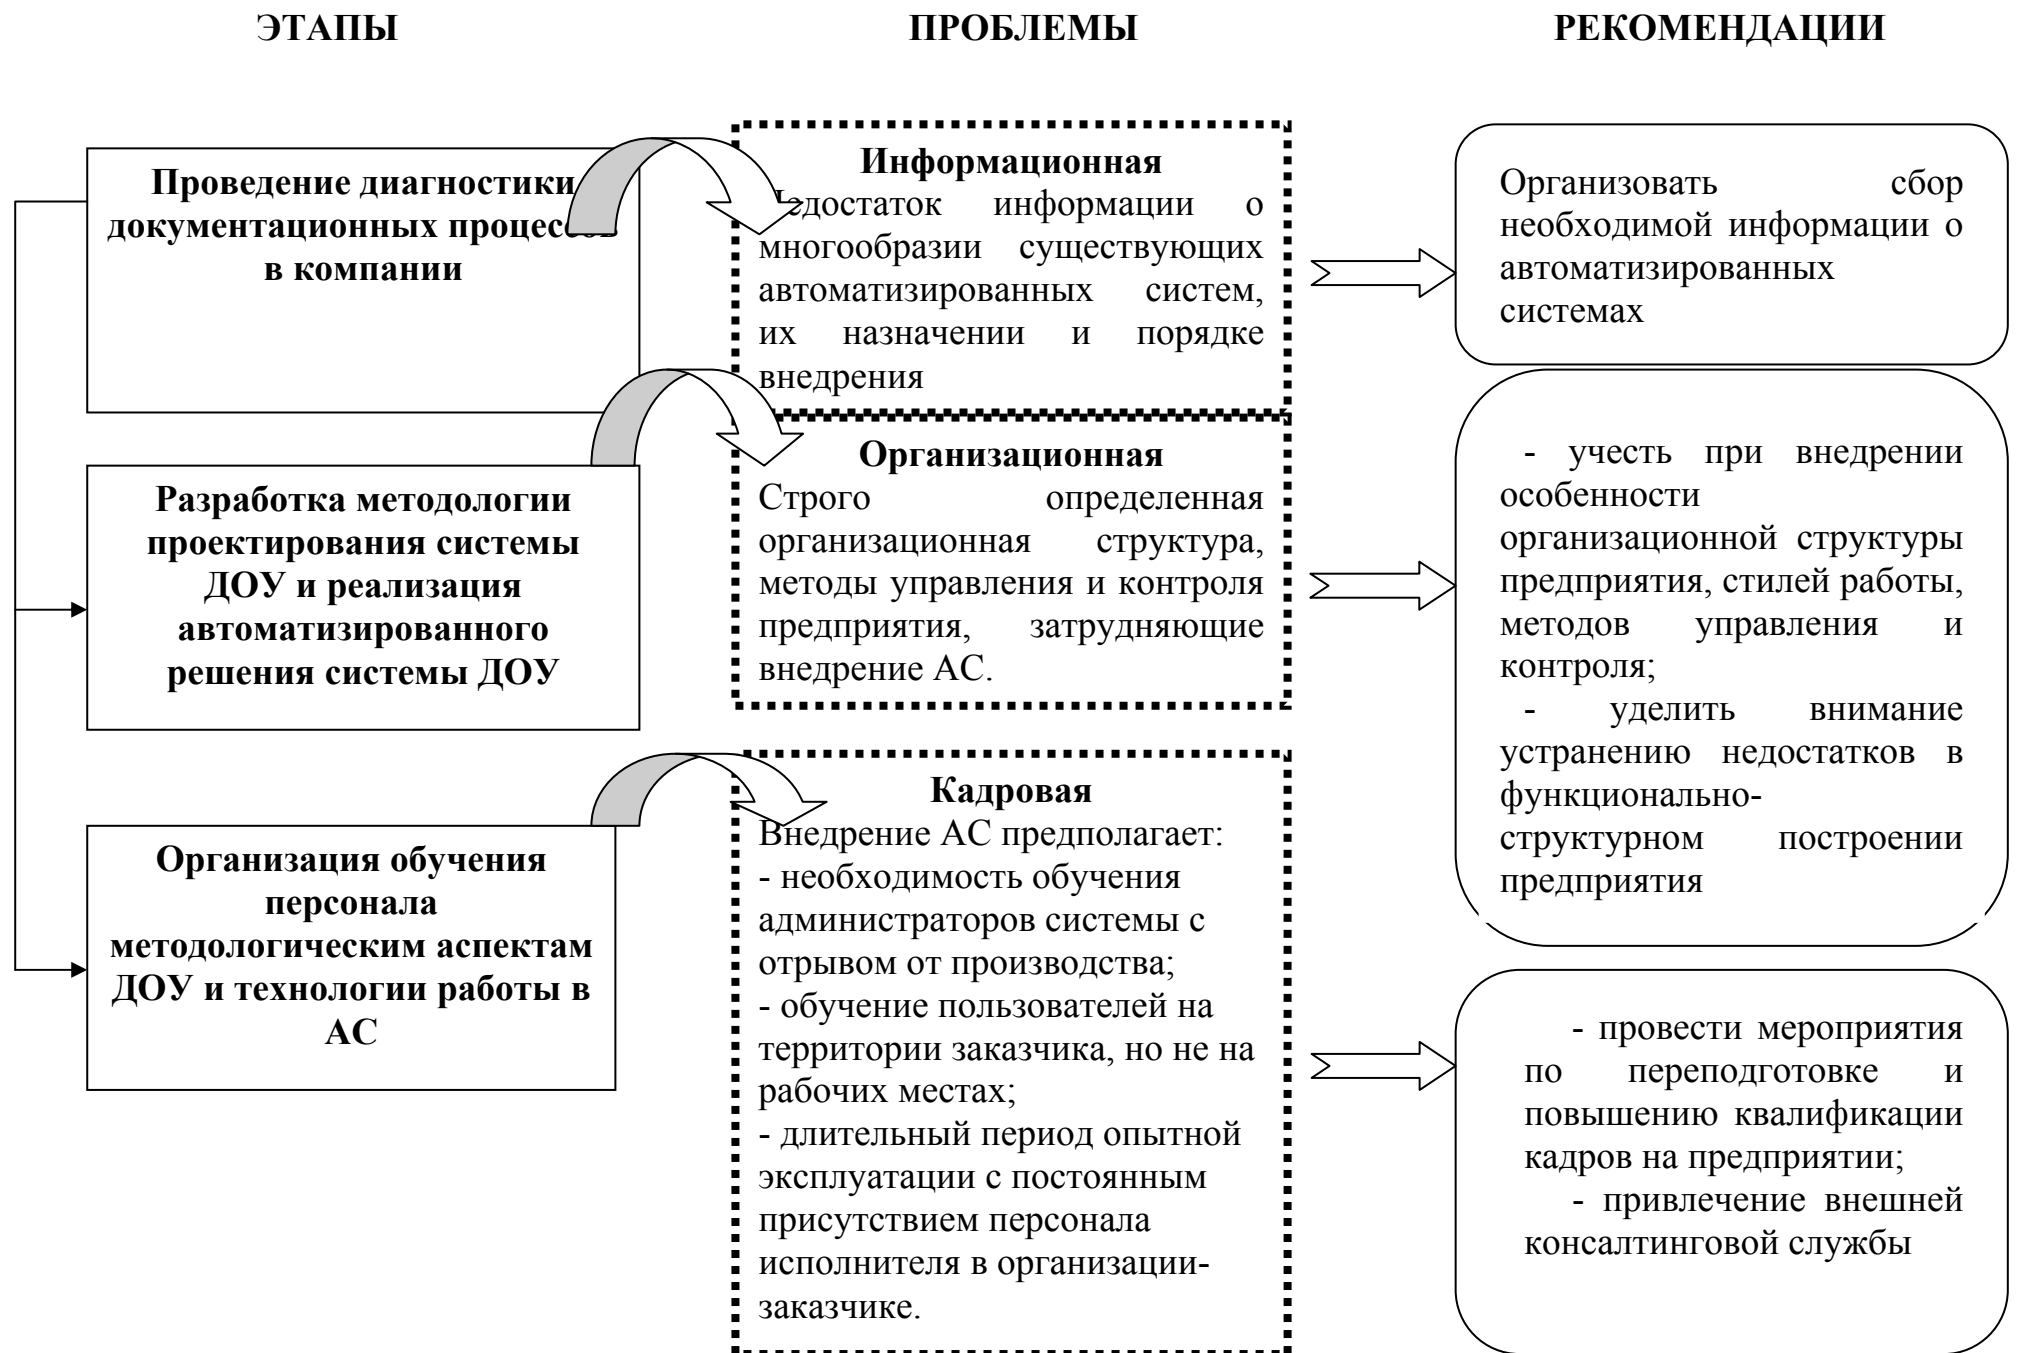 ЭТАПЫ
ПРОБЛЕМЫ
РЕКОМЕНДАЦИИ
Проведение диагностики
документационных процессов
в компании
Информационная
Недостаток информации о
многообразии существующих
автоматизированных систем,
их назначении и порядке
внедрения
Организовать сбор
необходимой информации о
автоматизированных
системах
Разработка методологии
проектирования системы
ДОУ и реализация
автоматизированного
решения системы ДОУ
Организационная
Строго определенная
организационная структура,
методы управления и контроля
предприятия, затрудняющие
внедрение АС.
- учесть при внедрении
особенности
организационной структуры
предприятия, стилей работы,
методов управления и
контроля;
- уделить внимание
устранению недостатков в
функционально-
структурном построении
предприятия
Организация обучения
персонала
методологическим аспектам
ДОУ и технологии работы в
АС
Кадровая
Внедрение АС предполагает:
- необходимость обучения
администраторов системы с
отрывом от производства;
- обучение пользователей на
территории заказчика, но не на
рабочих местах;
- длительный период опытной
эксплуатации с постоянным
присутствием персонала
исполнителя в организации-
заказчике.
- провести мероприятия
по переподготовке и
повышению квалификации
кадров на предприятии;
- привлечение внешней
консалтинговой службы